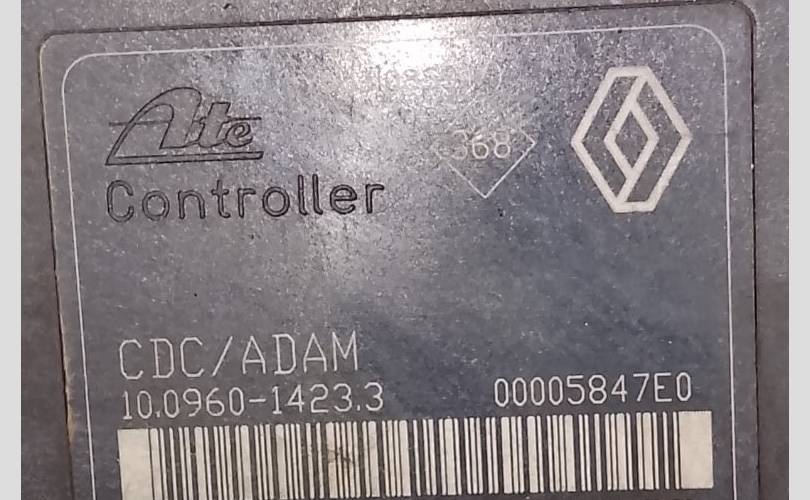 Ate
368
Controller
CDC/ADAM
10.0960-1423.3 00005847E0